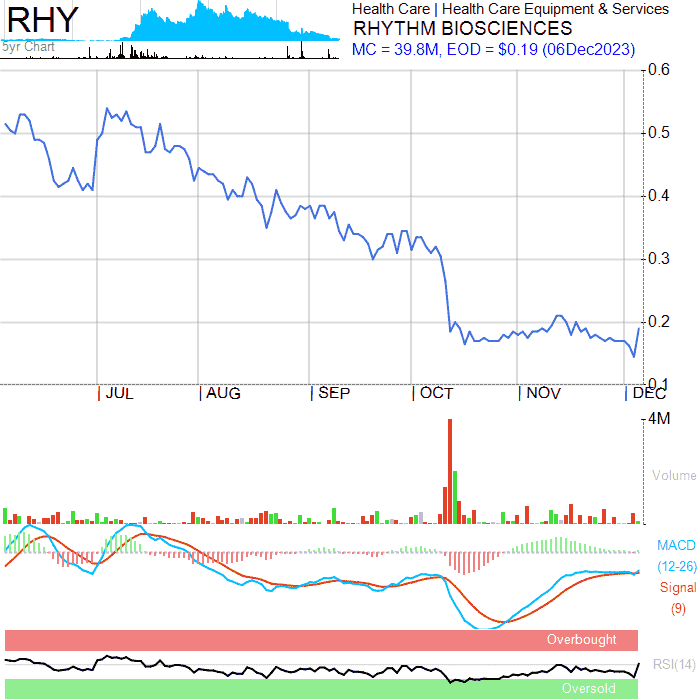 RHY
5yr Chart
Health Care | Health Care Equipment & Services
RHYTHM BIOSCIENCES
MC = 39.8M, EOD = $0.19 (06Dec2023)
0.6
0.5
0.4
0.3
0.2
0.1
JUL
AUG
SEP
OCT
NOV
DEC
4M
Volume
MACD
(12-26)
Signal
(9)
Overbought
RSI(14)
Oversold